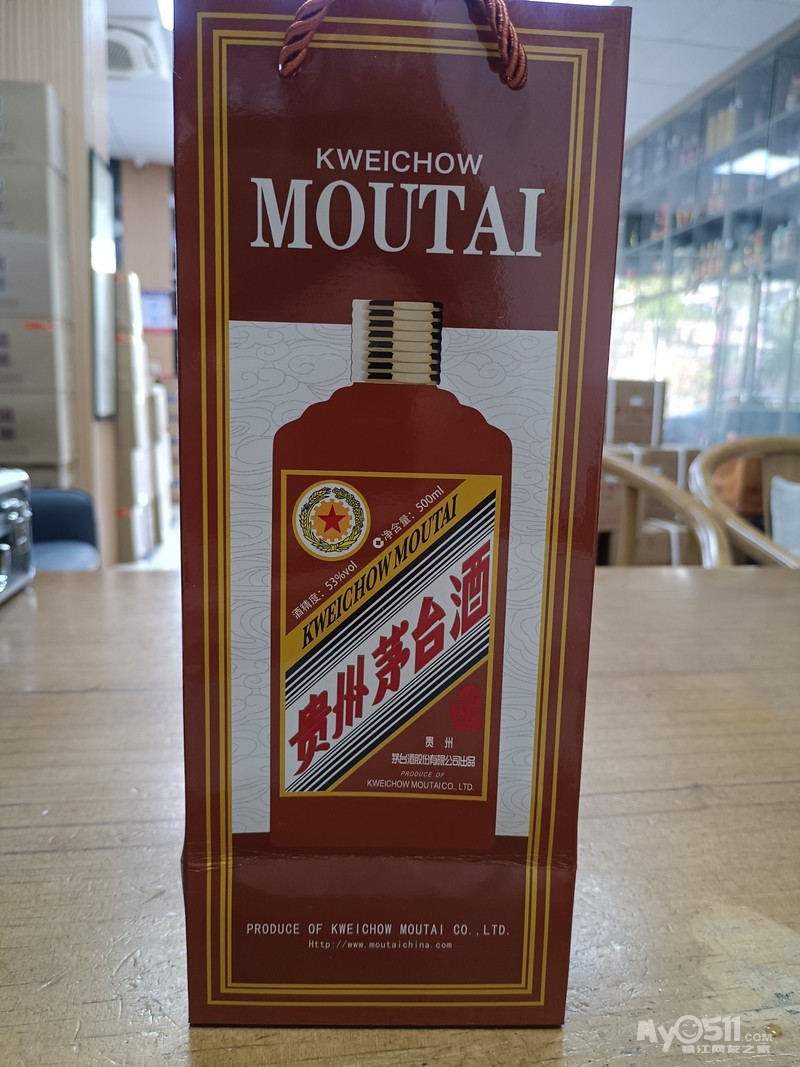 KWEICHOW
MOUTAI
净含量：500ml
酒精度：53%vol
KWEICHOW MOUTAI
贵州茅台酒
贵 州
茅台酒股份有限公司出品
PRODUCE OF
KWEICHOW MOUTAI CO., LTD.
PRODUCE OF KWEICHOW MOUTAI CO.,LTD.
Http://www.moutaichina.com
My0511.COM
镇江网友之家